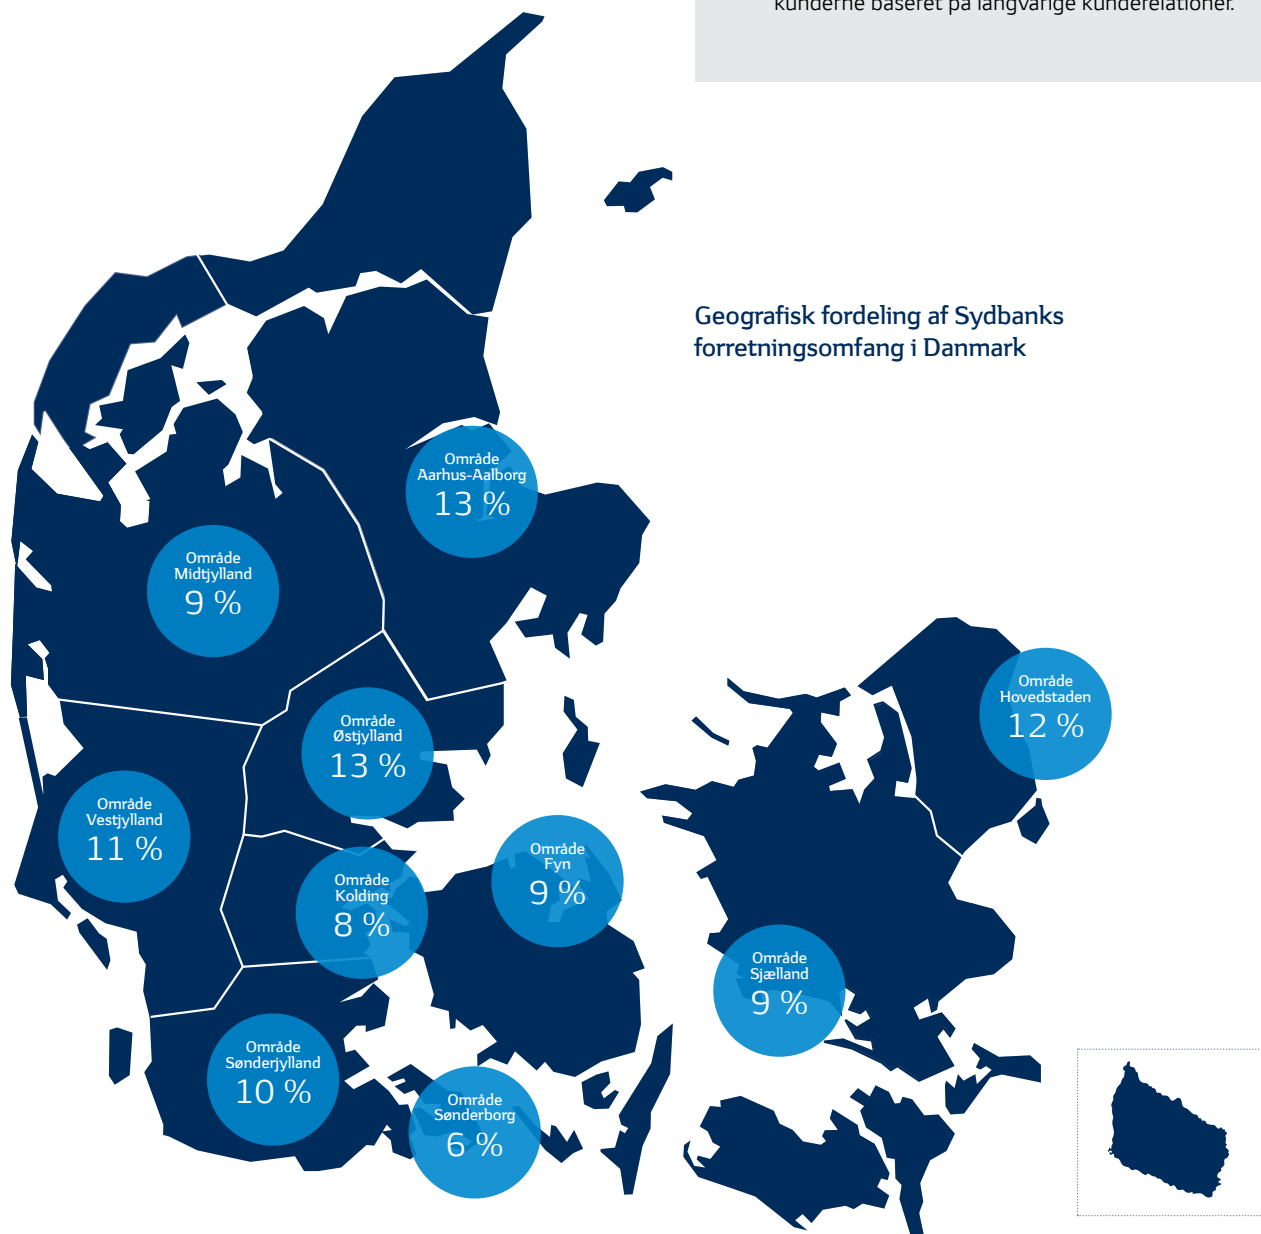 kunderne baseret på langvarige kunderelationer.
Geografisk fordeling af Sydbanks
forretningsomfang i Danmark
Område
Aarhus-Aalborg
13 %
Område
Midtjylland
9 %
Område
Hovedstaden
12 %
Område
Østjylland
13 %
Område
Vestjylland
11 %
Område
Fyn
9 %
Område
Kolding
8 %
Område
Sjælland
9 %
Område
Sønderjylland
10 %
Område
Sønderborg
6 %